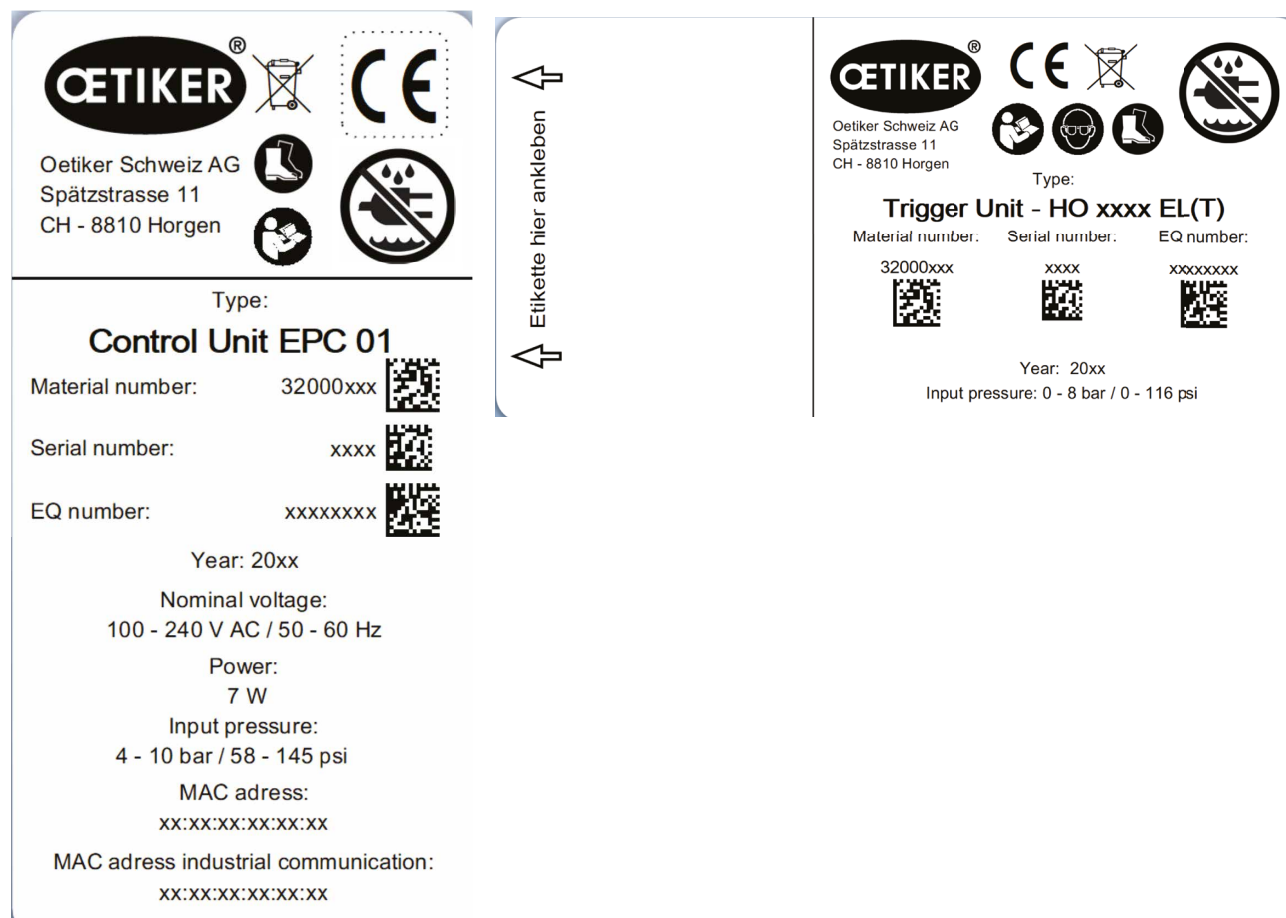 ŒTIKER ®
CE
Oetiker Schweiz AG
Spätzstrasse 11
CH - 8810 Horgen
Type:
Control Unit EPC 01
Material number: 32000xxx
Serial number: xxxx
EQ number: xxxxxxxx
Year: 20xx
Nominal voltage:
100 - 240 V AC / 50 - 60 Hz
Power:
7 W
Input pressure:
4 - 10 bar / 58 - 145 psi
MAC adress:
xx:xx:xx:xx:xx:xx
MAC adress industrial communication:
xx:xx:xx:xx:xx:xx
Etikette hier ankleben
ŒTIKER ®
CE
Oetiker Schweiz AG
Spätzstrasse 11
CH - 8810 Horgen
Type:
Trigger Unit - HO xxxx EL(T)
Material number: Serial number: EQ number:
32000xxx xxxx xxxxxxxx
Year: 20xx
Input pressure: 0 - 8 bar / 0 - 116 psi